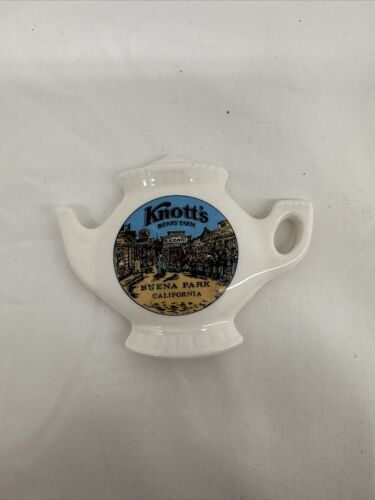 Knott's
BERRY FARM
BUENA PARK
CALIFORNIA